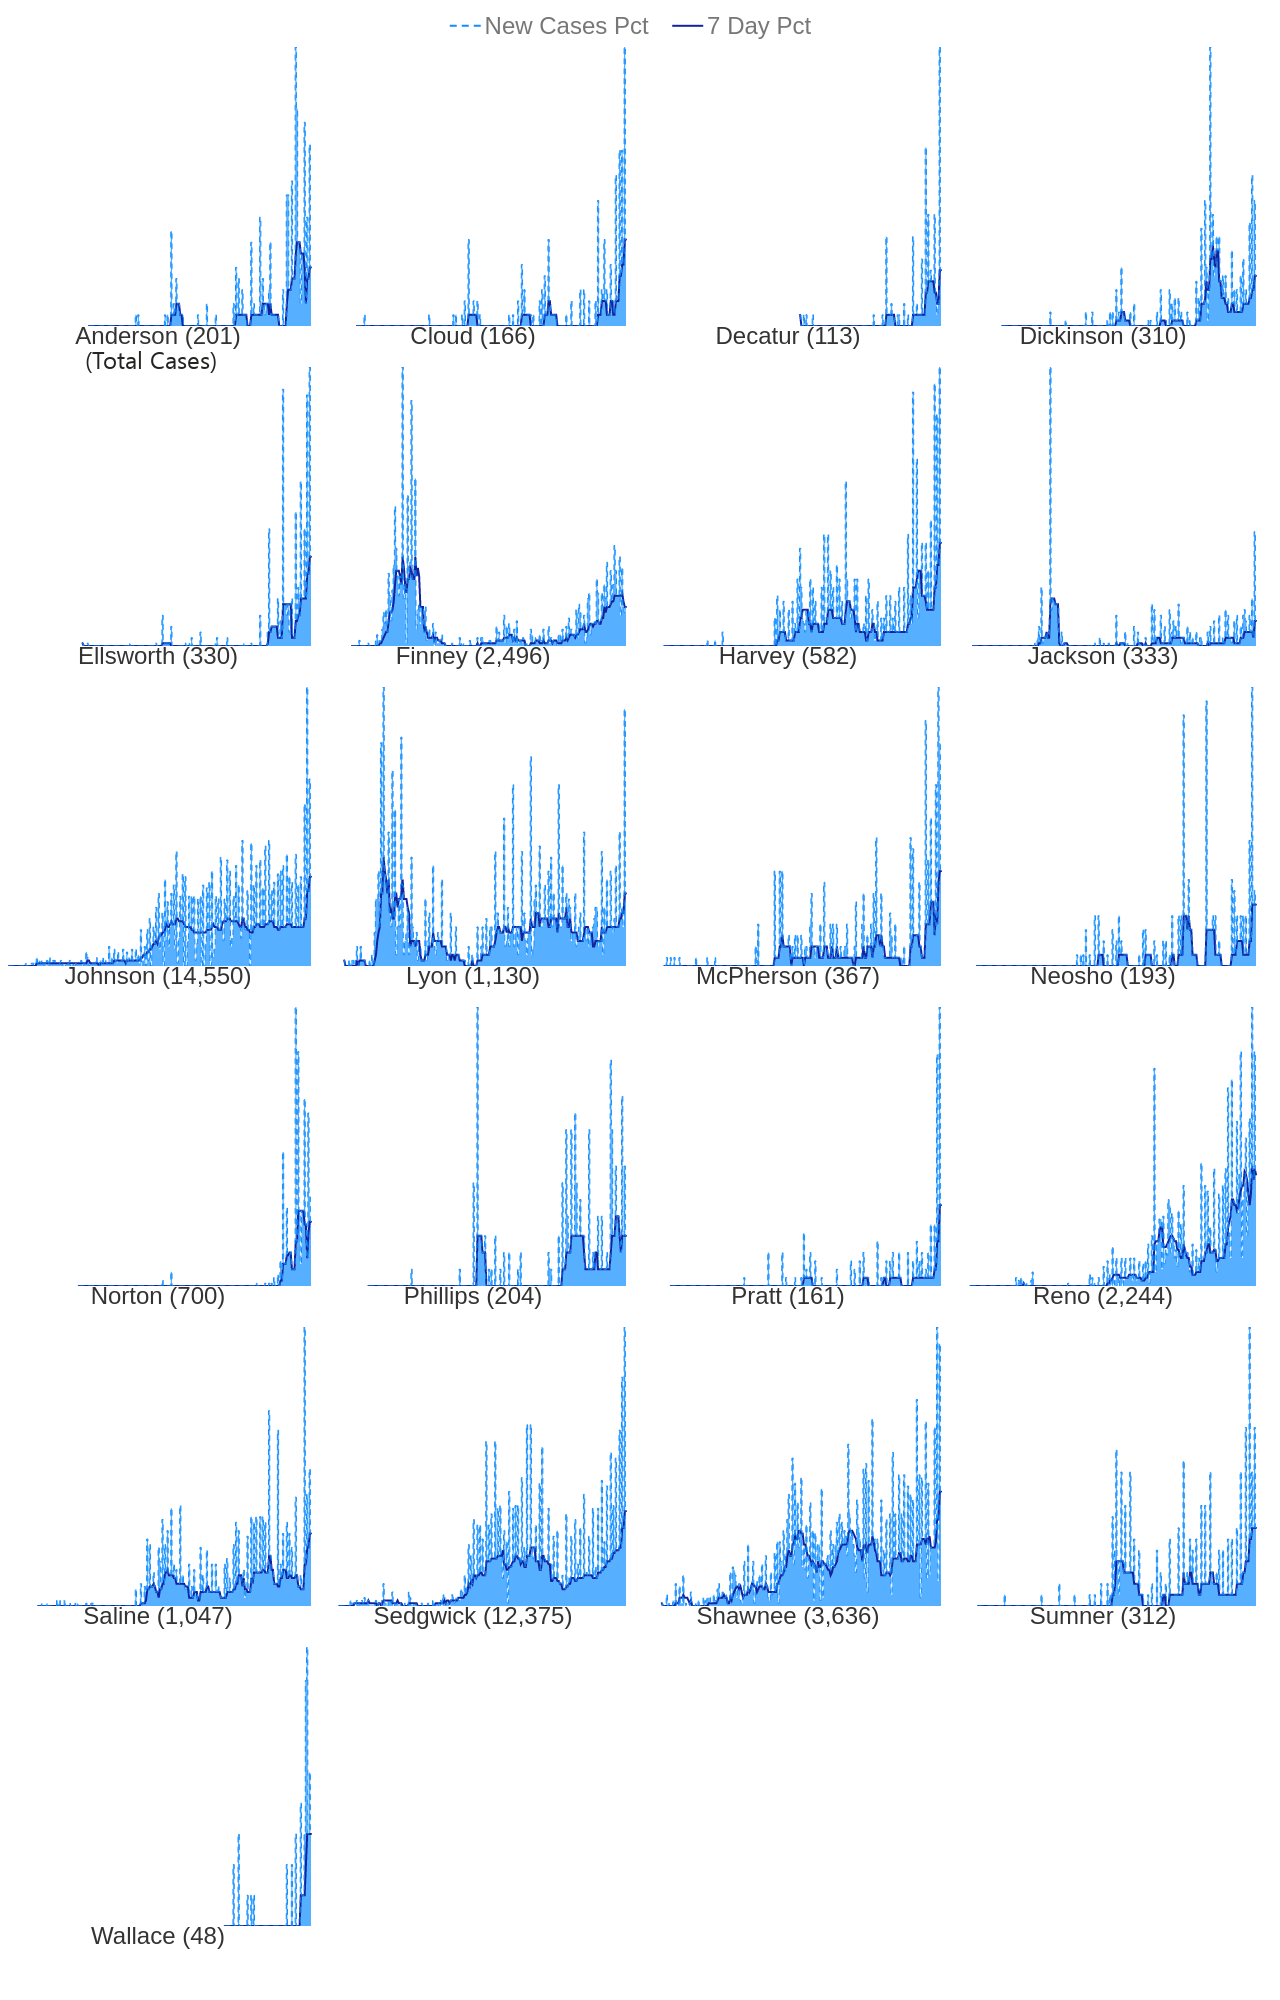 New Cases Pct 7 Day Pct
Anderson (201) Cloud (166) Decatur (113) Dickinson (310)
(Total Cases)
Ellsworth (330) Finney (2,496) Harvey (582) Jackson (333)
Johnson (14,550) Lyon (1,130) McPherson (367) Neosho (193)
Norton (700) Phillips (204) Pratt (161) Reno (2,244)
Saline (1,047) Sedgwick (12,375) Shawnee (3,636) Sumner (312)
Wallace (48)